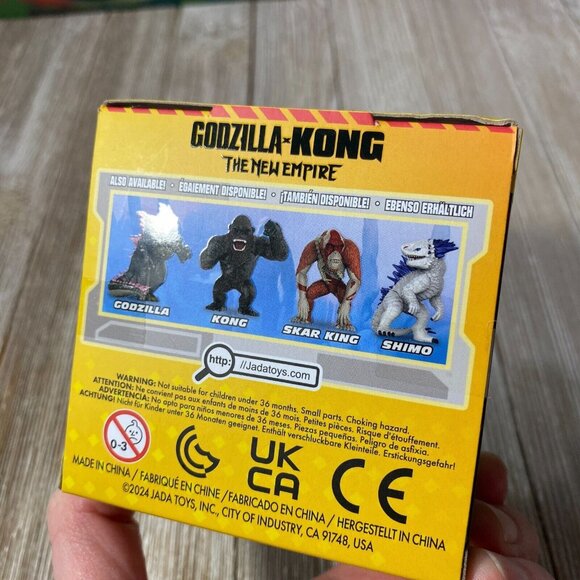 GODZILLA x KONG
THE NEW EMPIRE
ALSO AVAILABLE! • ÉGALEMENT DISPONIBLE! • ¡TAMBIÉN DISPONIBLE! • EBENSO ERHÄLTLICH
GODZILLA
KONG
SKAR KING
SHIMO
http: //Jadatoys.com
WARNING: Not suitable for children under 36 months. Small parts. Choking hazard.
ATTENTION: Ne convient pas aux enfants de moins de 36 mois. Petites pièces. Risque d'étouffement.
ADVERTENCIA: No apto para niños menores de 36 meses. Piezas pequeñas. Peligro de asfixia.
ACHTUNG! Nicht für Kinder unter 36 Monaten geeignet. Enthält verschluckbare Kleinteile. Erstickungsgefahr!
0-3
UK
CA
CE
MADE IN CHINA / FABRIQUÉ EN CHINE / FABRICADO EN CHINA / HERGESTELLT IN CHINA
©2024 JADA TOYS, INC., CITY OF INDUSTRY, CA 91748, USA